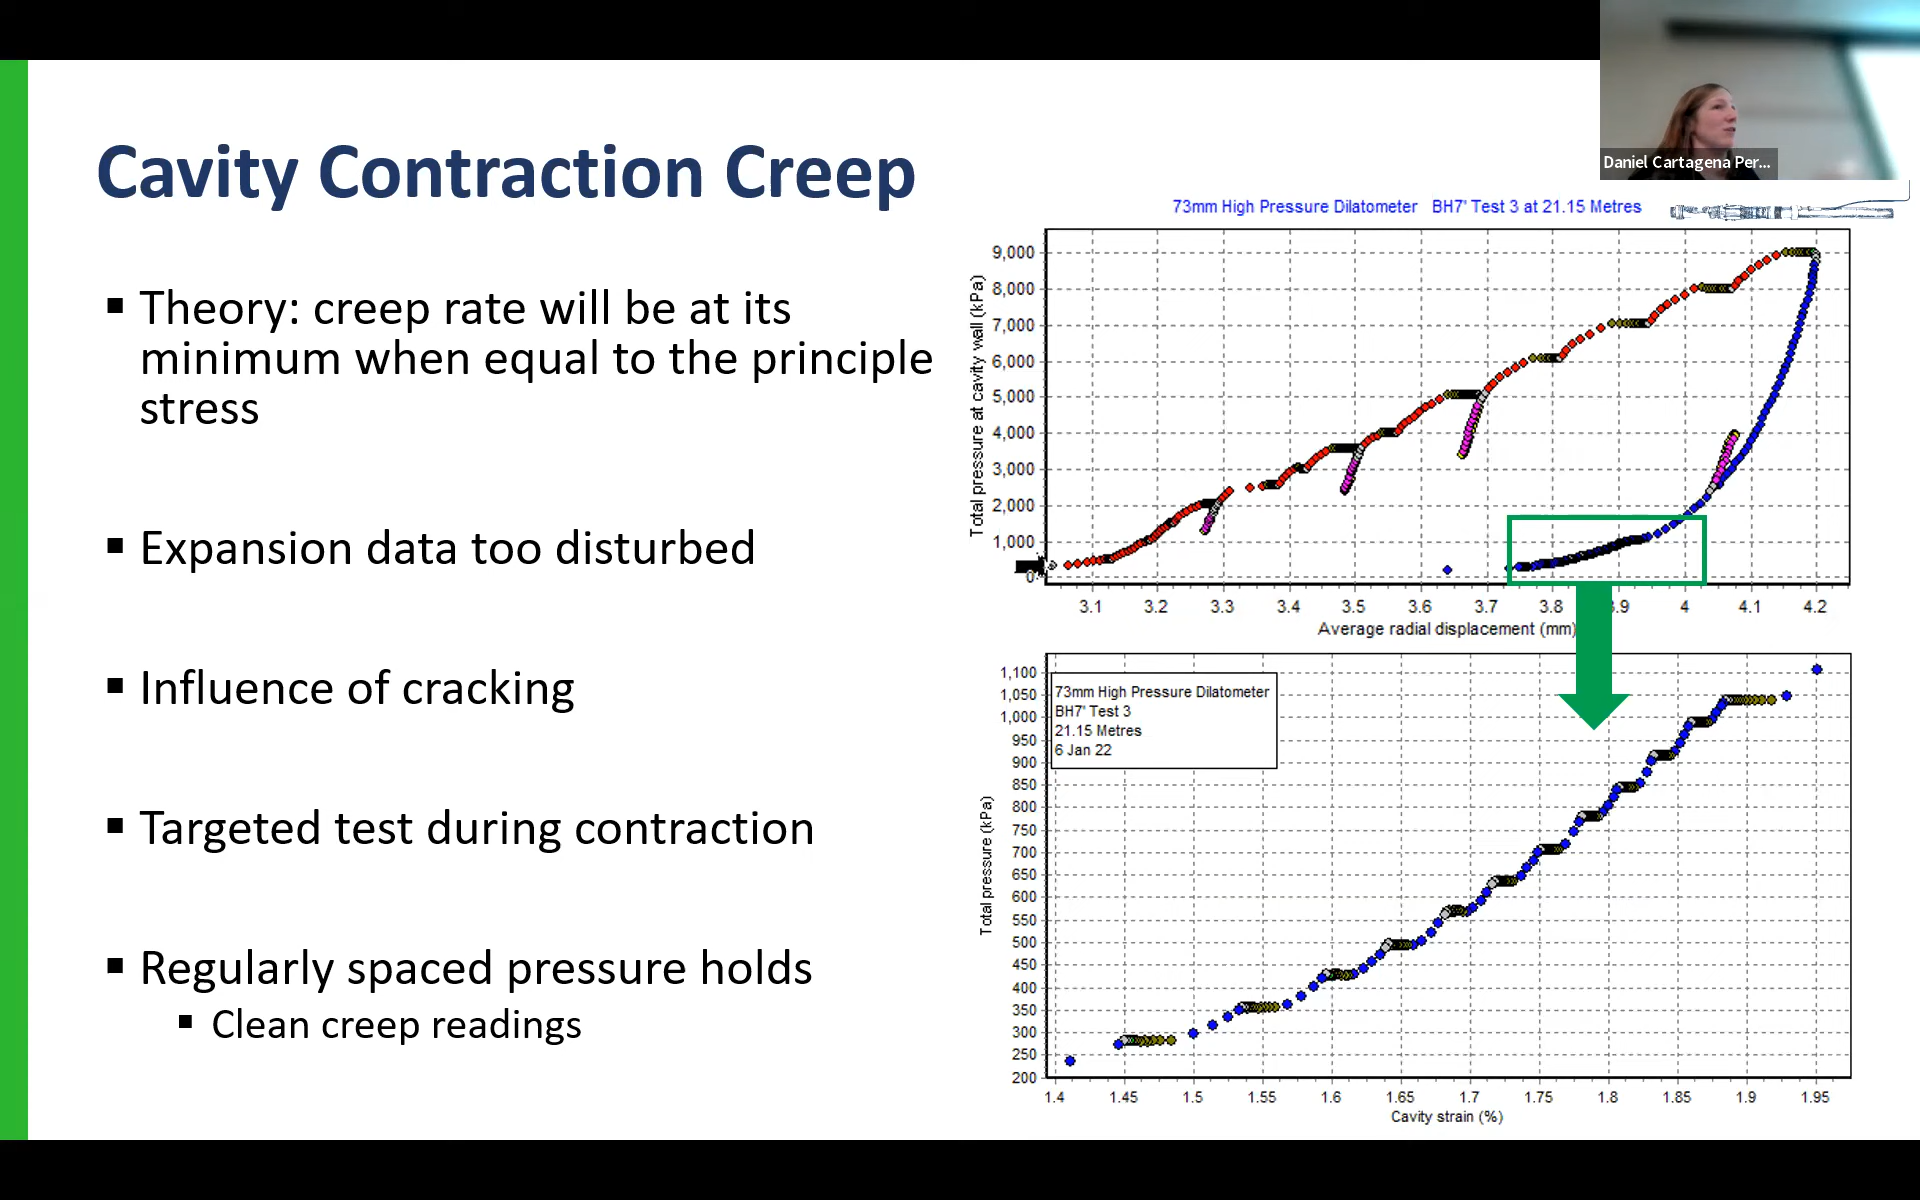 Daniel Cartagena Per...
Cavity Contraction Creep
▪ Theory: creep rate will be at its
minimum when equal to the principle
stress
▪ Expansion data too disturbed
▪ Influence of cracking
▪ Targeted test during contraction
▪ Regularly spaced pressure holds
▪ Clean creep readings
73mm High Pressure Dilatometer BH7' Test 3 at 21.15 Metres
Total pressure at cavity wall (kPa)
9,000
8,000
7,000
6,000
5,000
4,000
3,000
2,000
1,000
0
3.1 3.2 3.3 3.4 3.5 3.6 3.7 3.8 3.9 4 4.1 4.2
Average radial displacement (mm)
73mm High Pressure Dilatometer
BH7' Test 3
21.15 Metres
6 Jan 22
Total pressure (kPa)
1,100
1,050
1,000
950
900
850
800
750
700
650
600
550
500
450
400
350
300
250
200
1.4 1.45 1.5 1.55 1.6 1.65 1.7 1.75 1.8 1.85 1.9 1.95
Cavity strain (%)